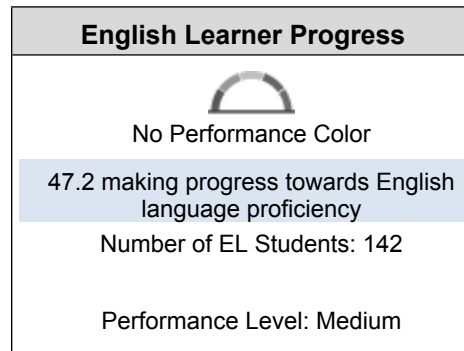 English Learner Progress
No Performance Color
47.2 making progress towards English
language proficiency
Number of EL Students: 142
Performance Level: Medium